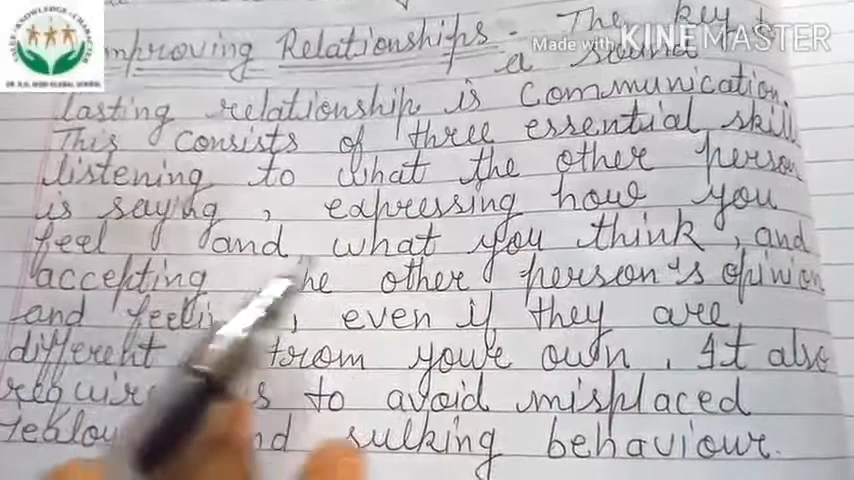 Improving Relationships - The key to
a sound
lasting relationship is communication.
This consists of three essential skill
listening to what the other person
is saying, expressing how you
feel and what you think, and
accepting the other person's opinion
and , even if they are
different from your own. It also
us to avoid misplaced
and sulking behaviour.
Made with KINEMASTER